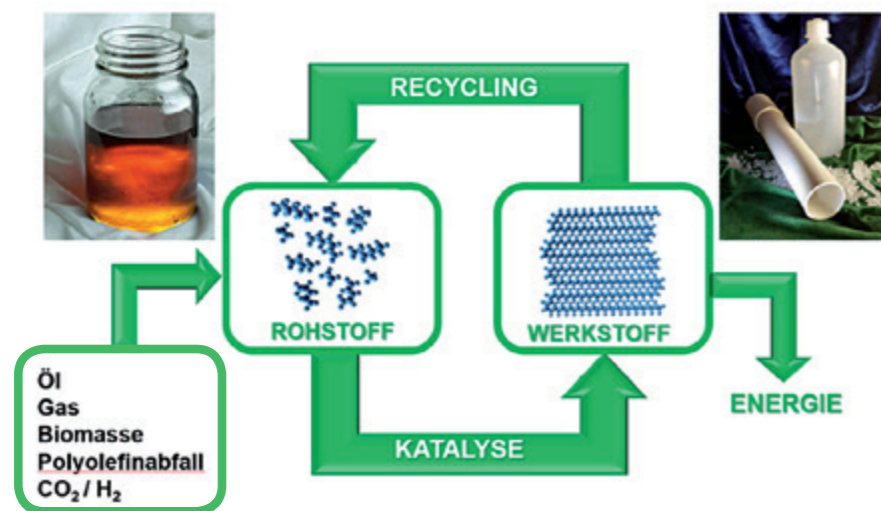 RECYCLING
ROHSTOFF
WERKSTOFF
Öl
Gas
Biomasse
Polyolefinabfall
CO₂ / H₂
ENERGIE
KATALYSE